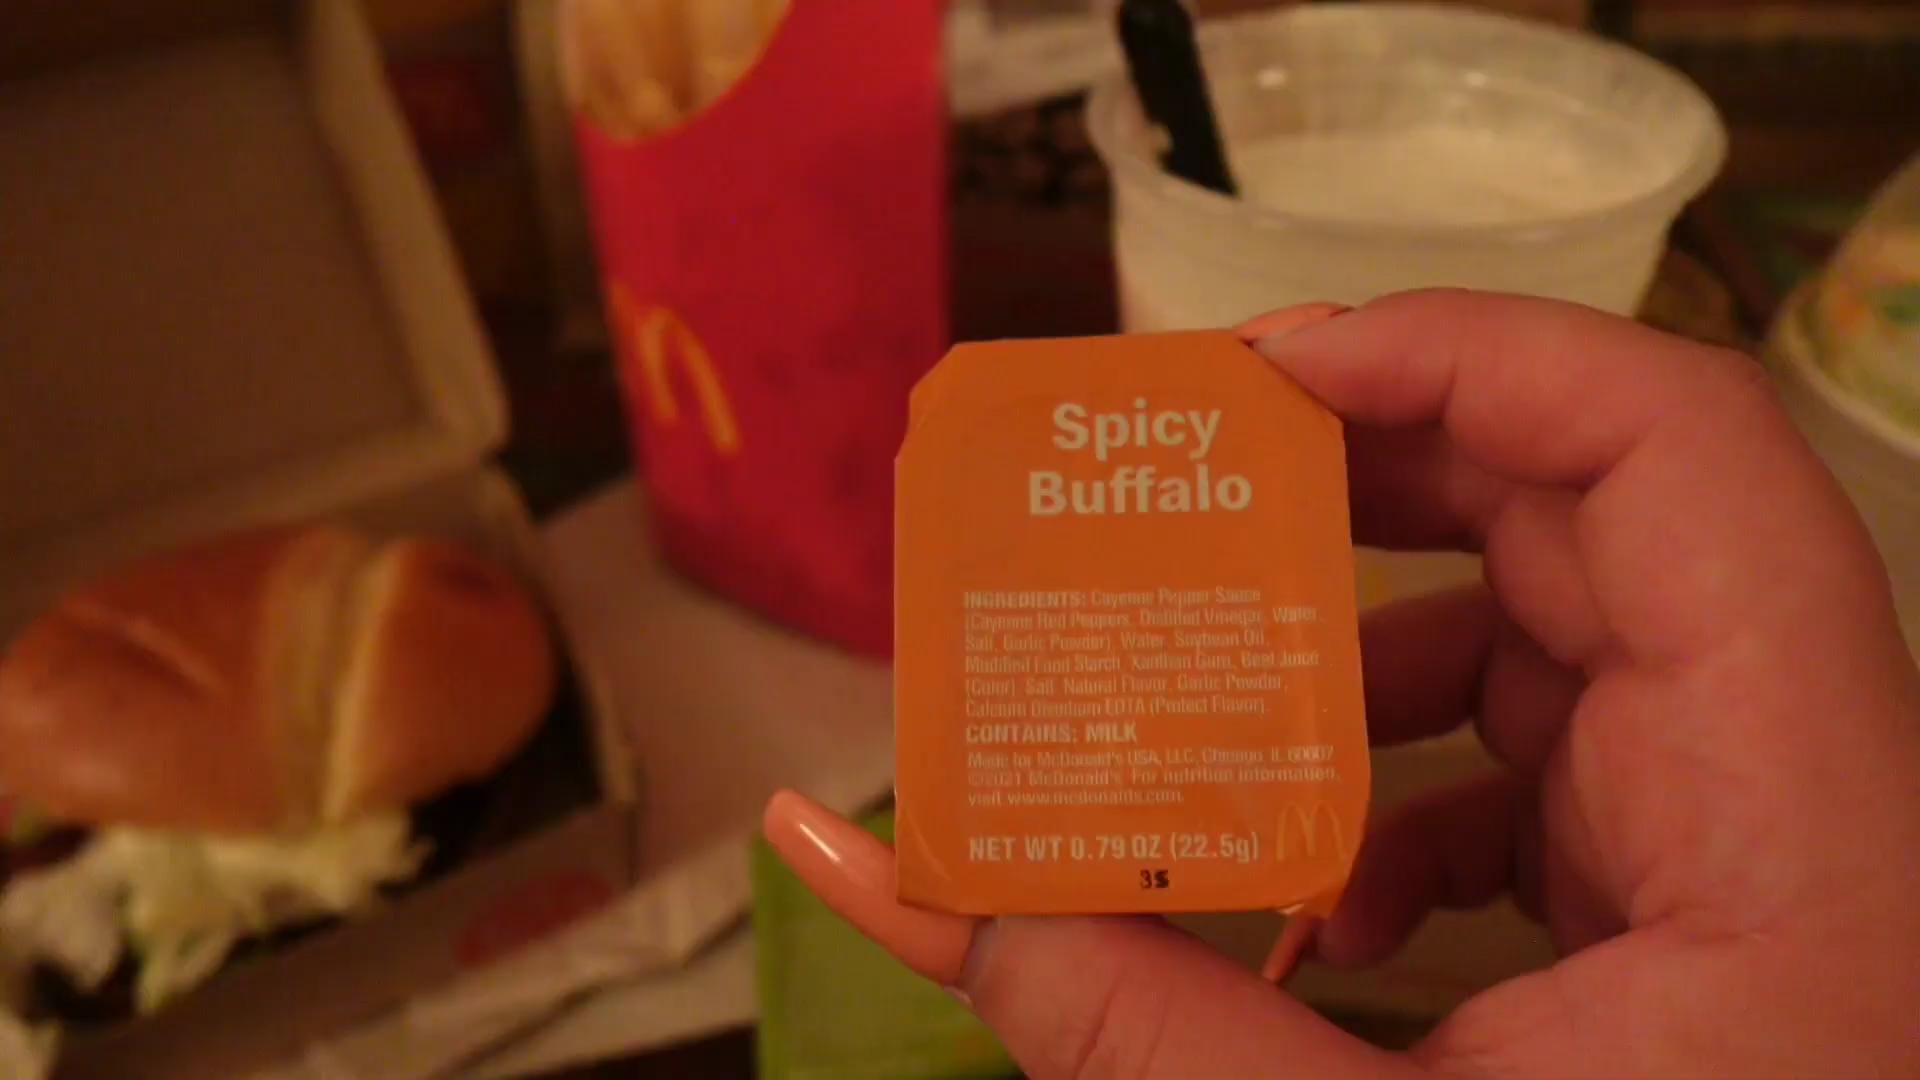 Spicy
Buffalo
INGREDIENTS: Cayenne Pepper Sauce
(Cayenne Red Peppers, Distilled Vinegar, Water,
Salt, Garlic Powder), Water, Soybean Oil,
Modified Food Starch, Xanthan Gum, Beet Juice
(Color), Salt, Natural Flavor, Garlic Powder,
Calcium Disodium EDTA (Protect Flavor).
CONTAINS: MILK
Made for McDonald's USA, LLC, Chicago, IL 60607
©2021 McDonald's. For nutrition information,
visit www.mcdonalds.com.
NET WT 0.79 OZ (22.5g)